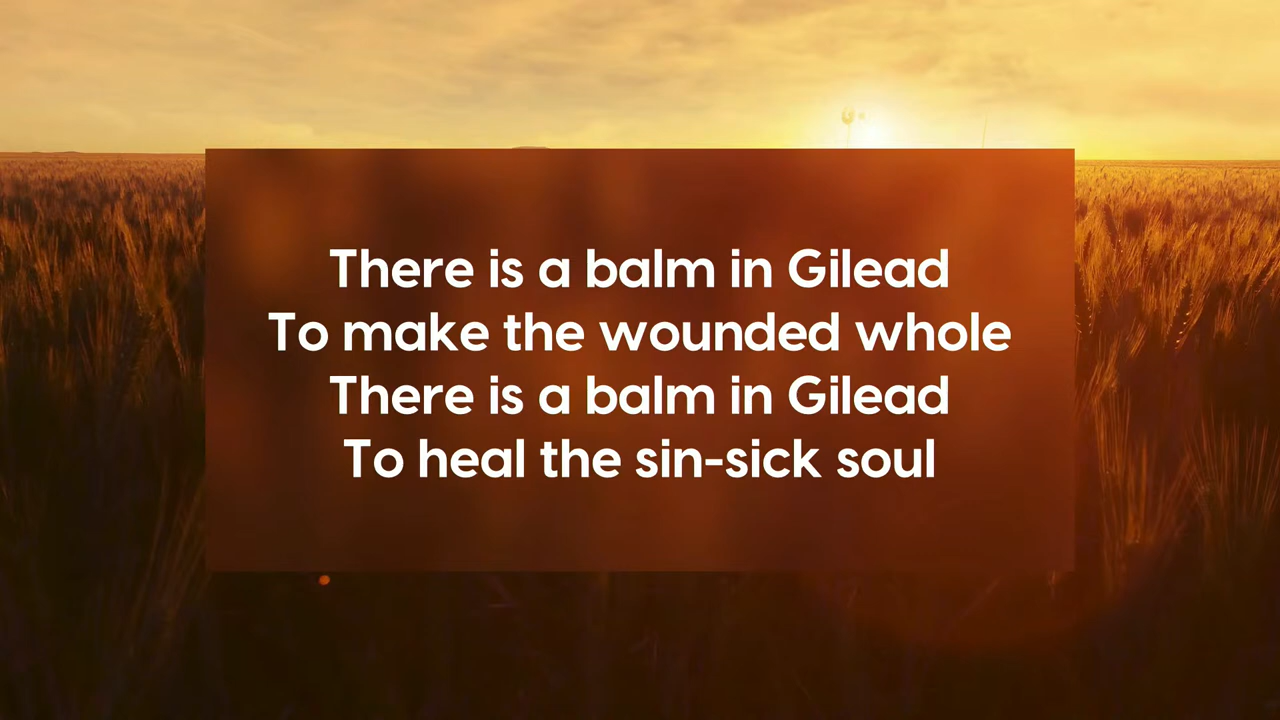 There is a balm in Gilead
To make the wounded whole
There is a balm in Gilead
To heal the sin-sick soul